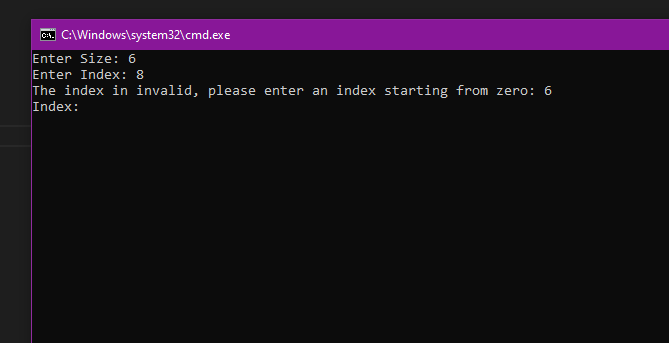 C:\Windows\system32\cmd.exe
Enter Size: 6
Enter Index: 8
The index in invalid, please enter an index starting from zero: 6
Index: